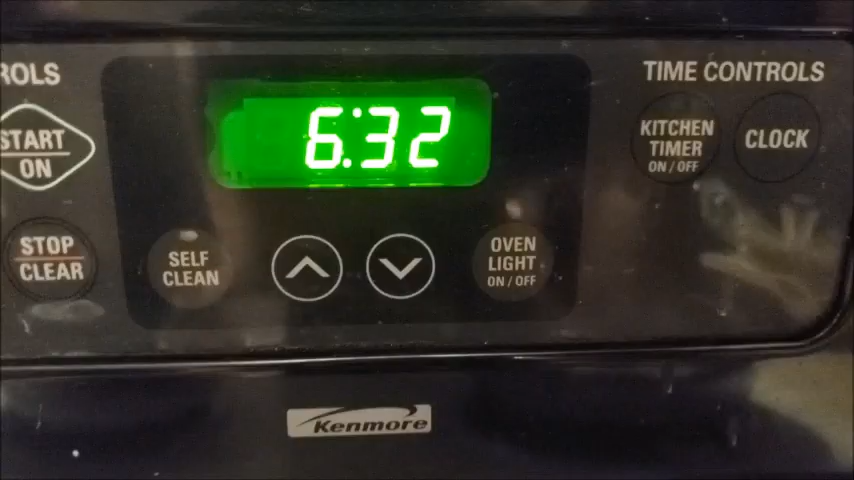 ROLS
TIME CONTROLS
6:32
START
ON
KITCHEN
TIMER
ON / OFF
CLOCK
STOP
CLEAR
SELF
CLEAN
OVEN
LIGHT
ON / OFF
Kenmore